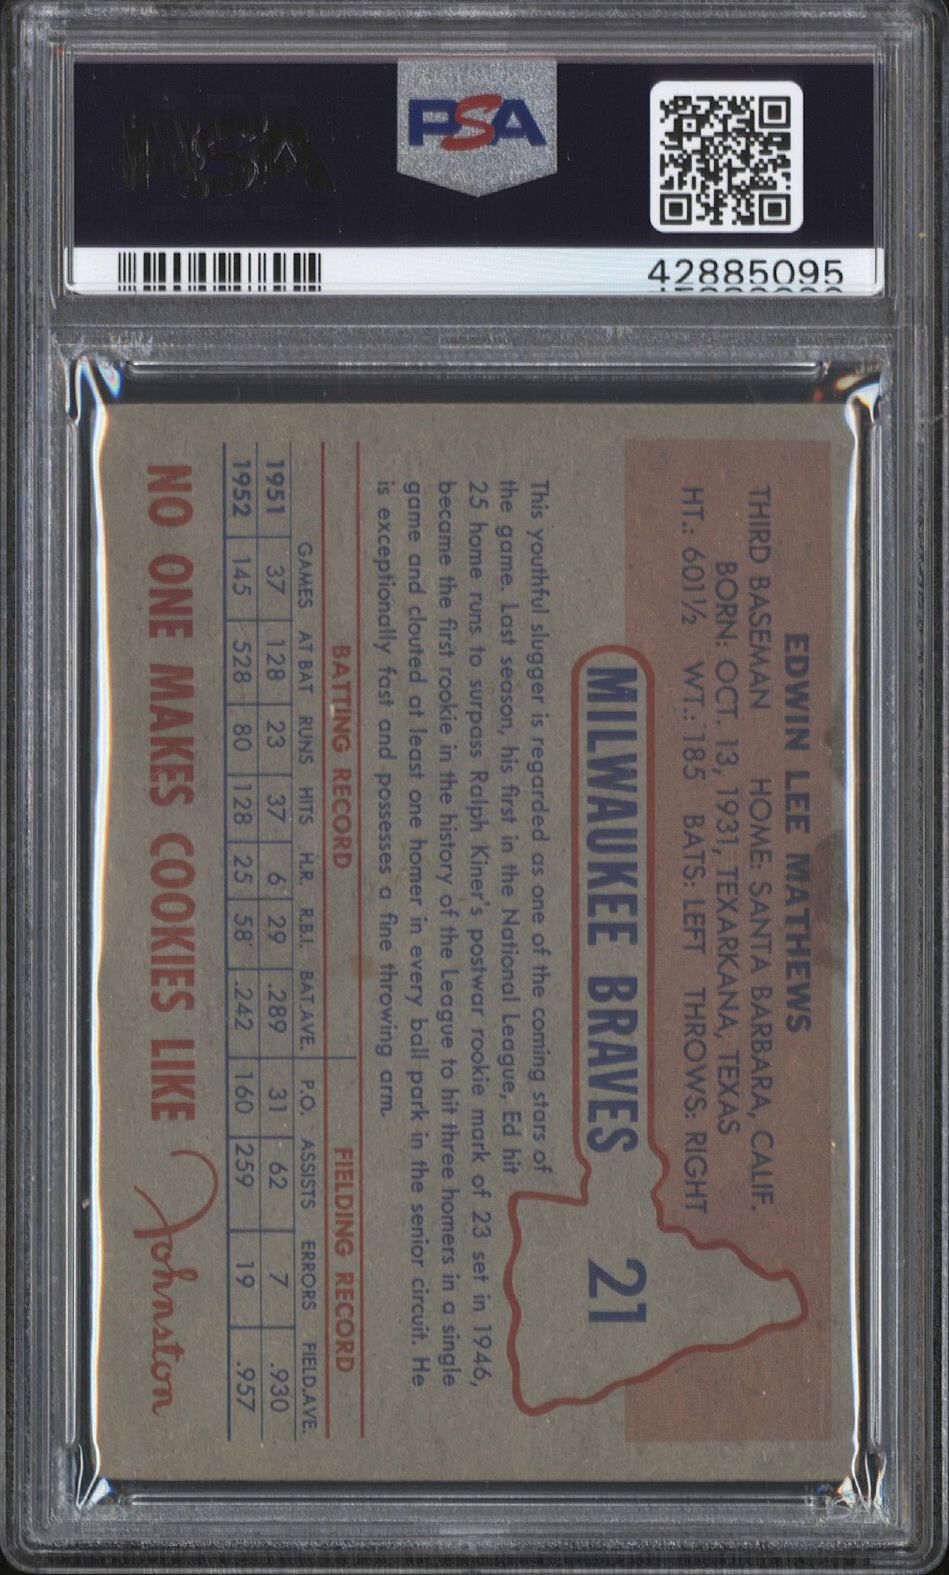 PSA
PSA
42885095
EDWIN LEE MATHEWS
THIRD BASEMAN HOME: SANTA BARBARA, CALIF.
BORN: OCT. 13, 1931, TEXARKANA, TEXAS
HT.: 6011½ WT.: 185 BATS: LEFT THROWS: RIGHT
MILWAUKEE BRAVES 21
This youthful slugger is regarded as one of the coming stars of
the game. Last season, his first in the National League, Ed hit
25 home runs to surpass Ralph Kiner's postwar rookie mark of 23 set in 1946,
became the first rookie in the history of the League to hit three homers in a single
game and clouted at least one homer in every ball park in the senior circuit. He
is exceptionally fast and possesses a fine throwing arm.
BATTING RECORD FIELDING RECORD
GAMES AT BAT RUNS HITS H.R. R.B.I. BAT.AVE. P.O. ASSISTS ERRORS FIELD.AVE.
1951 37 128 23 37 6 29 .289 31 62 7 .930
1952 145 528 80 128 25 58 .242 160 259 19 .957
NO ONE MAKES COOKIES LIKE Johnston